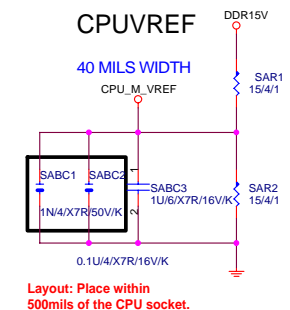 CPUVREF
DDR15V
40 MILS WIDTH
CPU_M_VREF
SAR1
15/4/1
SABC1
SABC2
1
SABC3
1U/6/X7R/16V/K
SAR2
15/4/1
1N/4/X7R/50V/K
2
0.1U/4/X7R/16V/K
Layout: Place within
500mils of the CPU socket.